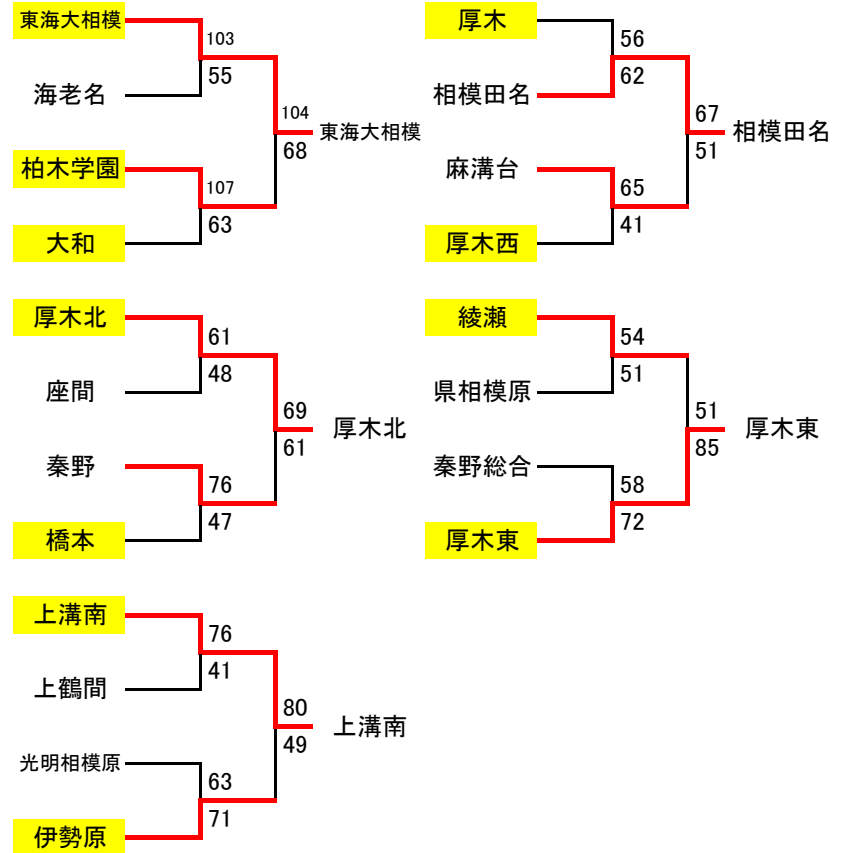 東海大相模
103
55
海老名
104
68
東海大相模
柏木学園
107
63
大和
厚木
56
62
相模田名
67
51
相模田名
麻溝台
65
41
厚木西
厚木北
61
48
座間
69
61
厚木北
秦野
76
47
橋本
綾瀬
54
51
県相模原
51
85
厚木東
秦野総合
58
72
厚木東
上溝南
76
41
上鶴間
80
49
上溝南
光明相模原
63
71
伊勢原